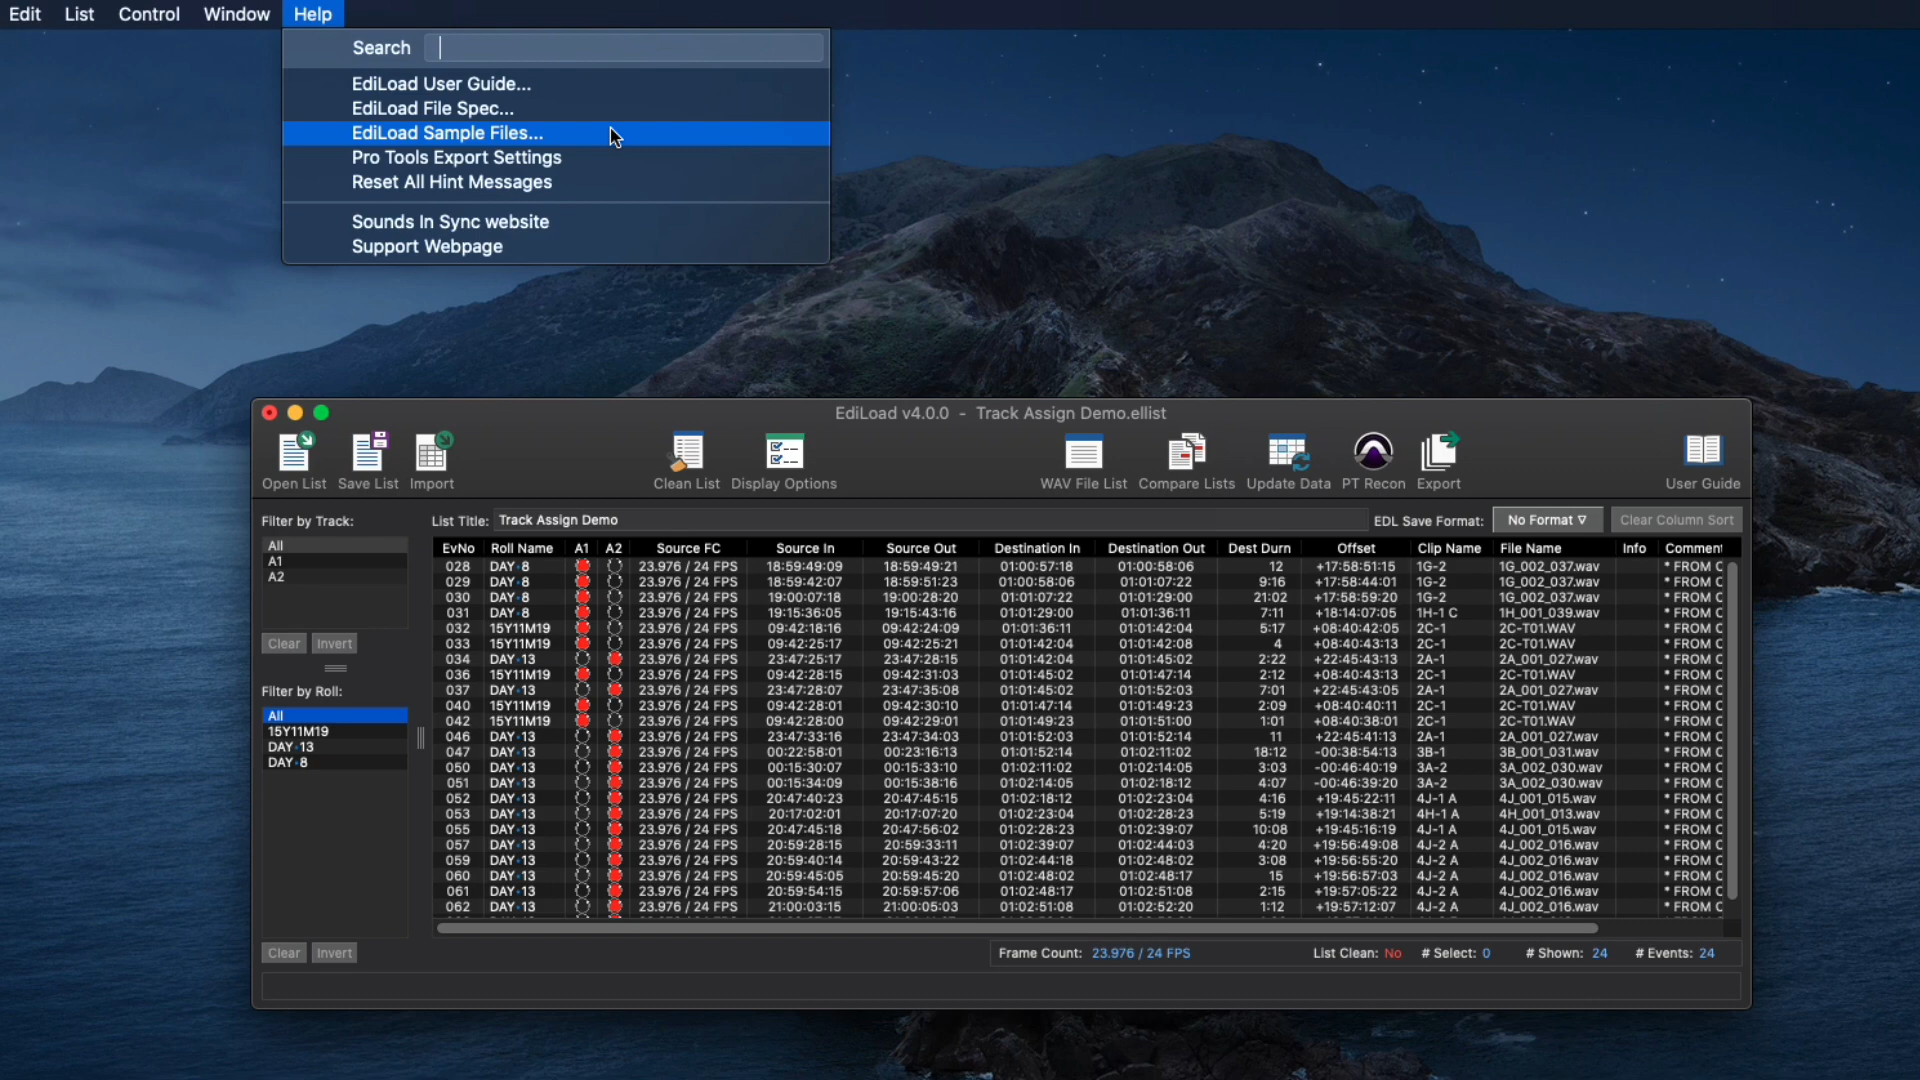 Edit List Control Window Help
Search
EdiLoad User Guide...
EdiLoad File Spec...
EdiLoad Sample Files...
Pro Tools Export Settings
Reset All Hint Messages
Sounds In Sync website
Support Webpage
EdiLoad v4.0.0 - Track Assign Demo.ellist
Open List Save List Import Clean List Display Options WAV File List Compare Lists Update Data PT Recon Export User Guide
Filter by Track: List Title: Track Assign Demo EDL Save Format: No Format ∇ Clear Column Sort
All
A1
A2
Clear Invert
Filter by Roll:
All
15Y11M19
DAY 13
DAY 8
Clear Invert
EvNo Roll Name A1 A2 Source FC Source In Source Out Destination In Destination Out Dest Durn Offset Clip Name File Name Info Comment
028 DAY 8 23.976 / 24 FPS 18:59:49:09 18:59:49:21 01:00:57:18 01:00:58:06 12 +17:58:51:15 1G-2 1G_002_037.wav * FROM C
029 DAY 8 23.976 / 24 FPS 18:59:42:07 18:59:51:23 01:00:58:06 01:01:07:22 9:16 +17:58:44:01 1G-2 1G_002_037.wav * FROM C
030 DAY 8 23.976 / 24 FPS 19:00:07:18 19:00:28:20 01:01:07:22 01:01:29:00 21:02 +17:58:59:20 1G-2 1G_002_037.wav * FROM C
031 DAY 8 23.976 / 24 FPS 19:15:36:05 19:15:43:16 01:01:29:00 01:01:36:11 7:11 +18:14:07:05 1H-1 C 1H_001_039.wav * FROM C
032 15Y11M19 23.976 / 24 FPS 09:42:18:16 09:42:24:09 01:01:36:11 01:01:42:04 5:17 +08:40:42:05 2C-1 2C-T01.WAV * FROM C
033 15Y11M19 23.976 / 24 FPS 09:42:25:17 09:42:25:21 01:01:42:04 01:01:42:08 4 +08:40:43:13 2C-1 2C-T01.WAV * FROM C
034 DAY 13 23.976 / 24 FPS 23:47:25:17 23:47:28:15 01:01:42:04 01:01:45:02 2:22 +22:45:43:13 2A-1 2A_001_027.wav * FROM C
036 15Y11M19 23.976 / 24 FPS 09:42:28:15 09:42:31:03 01:01:45:02 01:01:47:14 2:12 +08:40:43:13 2C-1 2C-T01.WAV * FROM C
037 DAY 13 23.976 / 24 FPS 23:47:28:07 23:47:35:08 01:01:45:02 01:01:52:03 7:01 +22:45:43:05 2A-1 2A_001_027.wav * FROM C
040 15Y11M19 23.976 / 24 FPS 09:42:28:01 09:42:30:10 01:01:47:14 01:01:49:23 2:09 +08:40:40:11 2C-1 2C-T01.WAV * FROM C
042 15Y11M19 23.976 / 24 FPS 09:42:28:00 09:42:29:01 01:01:49:23 01:01:51:00 1:01 +08:40:38:01 2C-1 2C-T01.WAV * FROM C
046 DAY 13 23.976 / 24 FPS 23:47:33:16 23:47:34:03 01:01:52:03 01:01:52:14 11 +22:45:41:13 2A-1 2A_001_027.wav * FROM C
047 DAY 13 23.976 / 24 FPS 00:22:58:01 00:23:16:13 01:01:52:14 01:02:11:02 18:12 -00:38:54:13 3B-1 3B_001_031.wav * FROM C
050 DAY 13 23.976 / 24 FPS 00:15:30:07 00:15:33:10 01:02:11:02 01:02:14:05 3:03 -00:46:40:19 3A-2 3A_002_030.wav * FROM C
051 DAY 13 23.976 / 24 FPS 00:15:34:09 00:15:38:16 01:02:14:05 01:02:18:12 4:07 -00:46:39:20 3A-2 3A_002_030.wav * FROM C
052 DAY 13 23.976 / 24 FPS 20:47:40:23 20:47:45:15 01:02:18:12 01:02:23:04 4:16 +19:45:22:11 4J-1 A 4J_001_015.wav * FROM C
053 DAY 13 23.976 / 24 FPS 20:17:02:01 20:17:07:20 01:02:23:04 01:02:28:23 5:19 +19:14:38:21 4H-1 A 4H_001_013.wav * FROM C
055 DAY 13 23.976 / 24 FPS 20:47:45:18 20:47:56:02 01:02:28:23 01:02:39:07 10:08 +19:45:16:19 4J-1 A 4J_001_015.wav * FROM C
057 DAY 13 23.976 / 24 FPS 20:59:28:15 20:59:33:11 01:02:39:07 01:02:44:03 4:20 +19:56:49:08 4J-2 A 4J_002_016.wav * FROM C
059 DAY 13 23.976 / 24 FPS 20:59:40:14 20:59:43:22 01:02:44:18 01:02:48:02 3:08 +19:56:55:20 4J-2 A 4J_002_016.wav * FROM C
060 DAY 13 23.976 / 24 FPS 20:59:45:05 20:59:45:20 01:02:48:02 01:02:48:17 15 +19:56:57:03 4J-2 A 4J_002_016.wav * FROM C
061 DAY 13 23.976 / 24 FPS 20:59:54:15 20:59:57:06 01:02:48:17 01:02:51:08 2:15 +19:57:05:22 4J-2 A 4J_002_016.wav * FROM C
062 DAY 13 23.976 / 24 FPS 21:00:03:15 21:00:05:03 01:02:51:08 01:02:52:20 1:12 +19:57:12:07 4J-2 A 4J_002_016.wav * FROM C
Frame Count: 23.976 / 24 FPS List Clean: No # Select: 0 # Shown: 24 # Events: 24